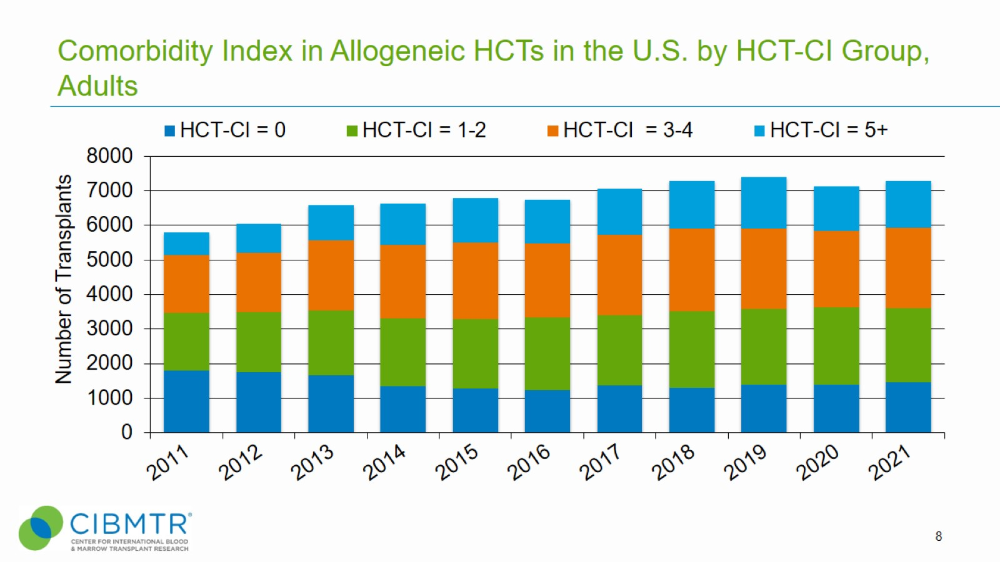 Comorbidity Index in Allogeneic HCTs in the U.S. by HCT-CI Group,
Adults
HCT-CI = 0
HCT-CI = 1-2
HCT-CI  = 3-4
HCT-CI = 5+
Number of Transplants
8000
7000
6000
5000
4000
3000
2000
1000
0
2011
2012
2013
2014
2015
2016
2017
2018
2019
2020
2021
CIBMTR®
CENTER FOR INTERNATIONAL BLOOD
& MARROW TRANSPLANT RESEARCH
8